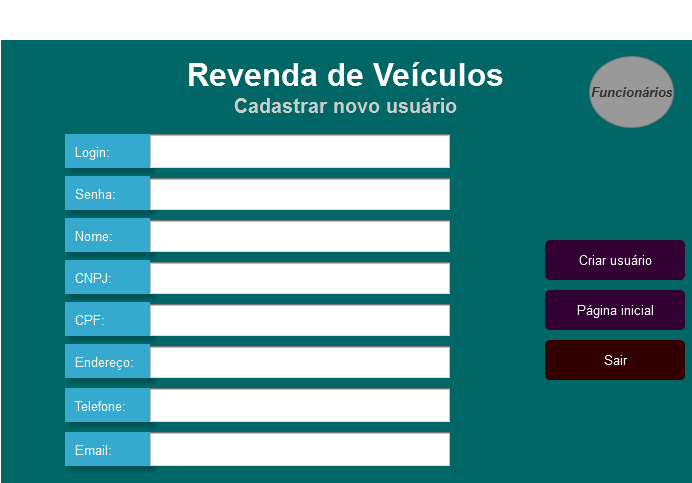 Revenda de Veículos
Cadastrar novo usuário
Funcionários
Login:
Senha:
Nome:
CNPJ:
CPF:
Endereço:
Telefone:
Email:
Criar usuário
Página inicial
Sair